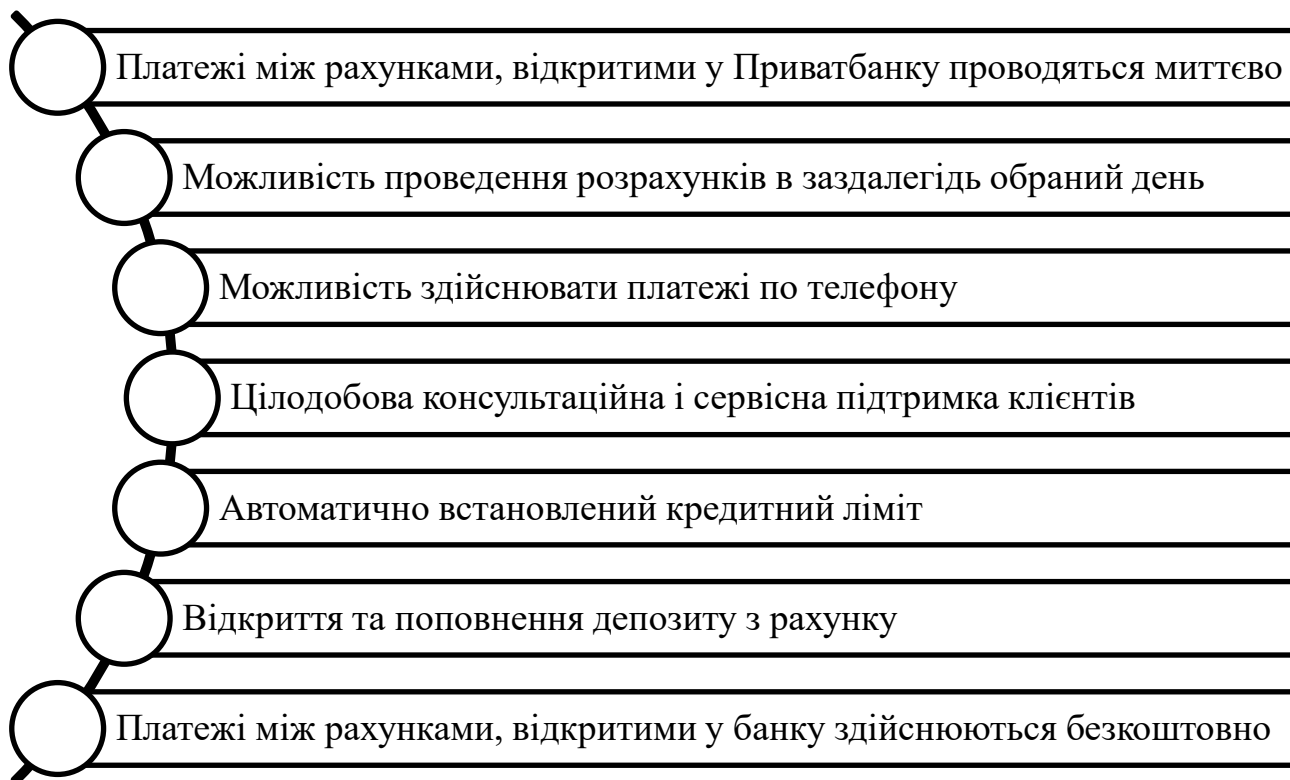 Платежі між рахунками, відкритими у Приватбанку проводяться миттєво
Можливість проведення розрахунків в заздалегідь обраний день
Можливість здійснювати платежі по телефону
Цілодобова консультаційна і сервісна підтримка клієнтів
Автоматично встановлений кредитний ліміт
Відкриття та поповнення депозиту з рахунку
Платежі між рахунками, відкритими у банку здійснюються безкоштовно